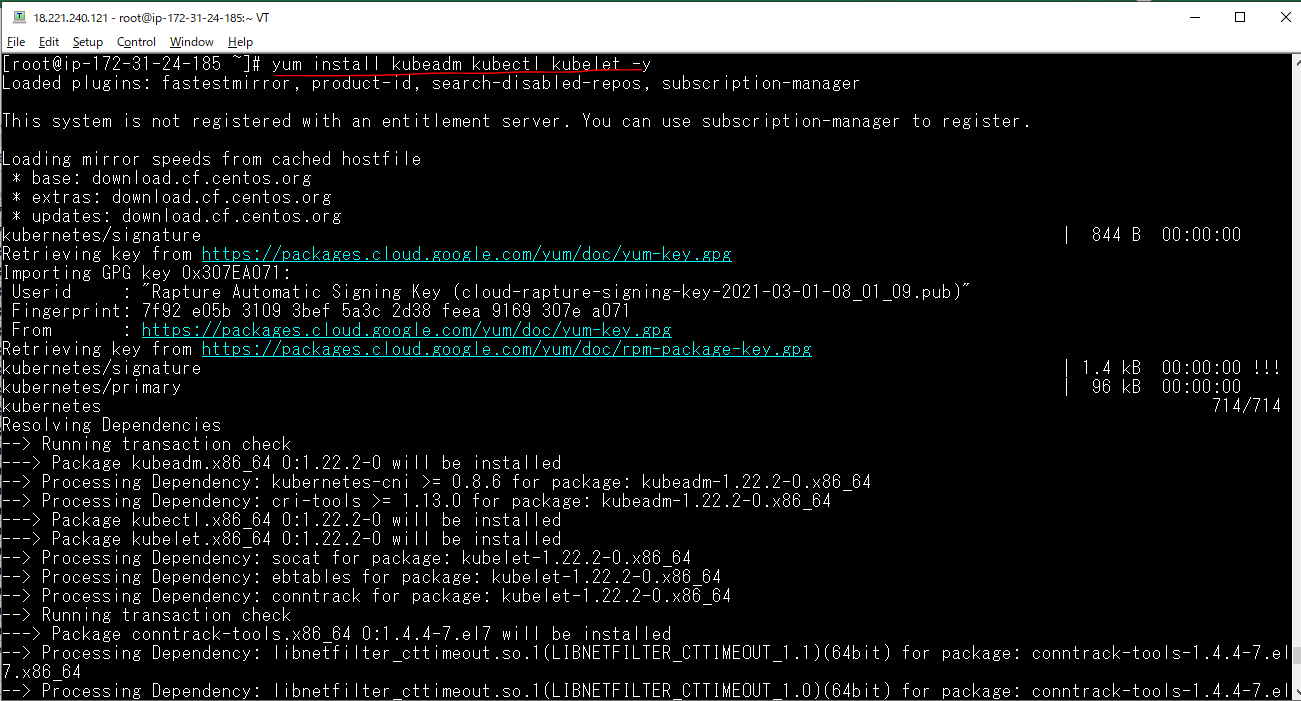 18.221.240.121 - root@ip-172-31-24-185:~ VT
File Edit Setup Control Window Help
[root@ip-172-31-24-185 ~]# yum install kubeadm kubectl kubelet -y
Loaded plugins: fastestmirror, product-id, search-disabled-repos, subscription-manager
This system is not registered with an entitlement server. You can use subscription-manager to register.
Loading mirror speeds from cached hostfile
 * base: download.cf.centos.org
 * extras: download.cf.centos.org
 * updates: download.cf.centos.org
kubernetes/signature | 844 B 00:00:00
Retrieving key from https://packages.cloud.google.com/yum/doc/yum-key.gpg
Importing GPG key 0x307EA071:
 Userid : "Rapture Automatic Signing Key (cloud-rapture-signing-key-2021-03-01-08_01_09.pub)"
 Fingerprint: 7f92 e05b 3109 3bef 5a3c 2d38 feea 9169 307e a071
 From : https://packages.cloud.google.com/yum/doc/yum-key.gpg
Retrieving key from https://packages.cloud.google.com/yum/doc/rpm-package-key.gpg
kubernetes/signature | 1.4 kB 00:00:00 !!!
kubernetes/primary | 96 kB 00:00:00
kubernetes 714/714
Resolving Dependencies
--> Running transaction check
---> Package kubeadm.x86_64 0:1.22.2-0 will be installed
--> Processing Dependency: kubernetes-cni >= 0.8.6 for package: kubeadm-1.22.2-0.x86_64
--> Processing Dependency: cri-tools >= 1.13.0 for package: kubeadm-1.22.2-0.x86_64
---> Package kubectl.x86_64 0:1.22.2-0 will be installed
---> Package kubelet.x86_64 0:1.22.2-0 will be installed
--> Processing Dependency: socat for package: kubelet-1.22.2-0.x86_64
--> Processing Dependency: ebtables for package: kubelet-1.22.2-0.x86_64
--> Processing Dependency: conntrack for package: kubelet-1.22.2-0.x86_64
--> Running transaction check
---> Package conntrack-tools.x86_64 0:1.4.4-7.el7 will be installed
--> Processing Dependency: libnetfilter_cttimeout.so.1(LIBNETFILTER_CTTIMEOUT_1.1)(64bit) for package: conntrack-tools-1.4.4-7.el
7.x86_64
--> Processing Dependency: libnetfilter_cttimeout.so.1(LIBNETFILTER_CTTIMEOUT_1.0)(64bit) for package: conntrack-tools-1.4.4-7.el